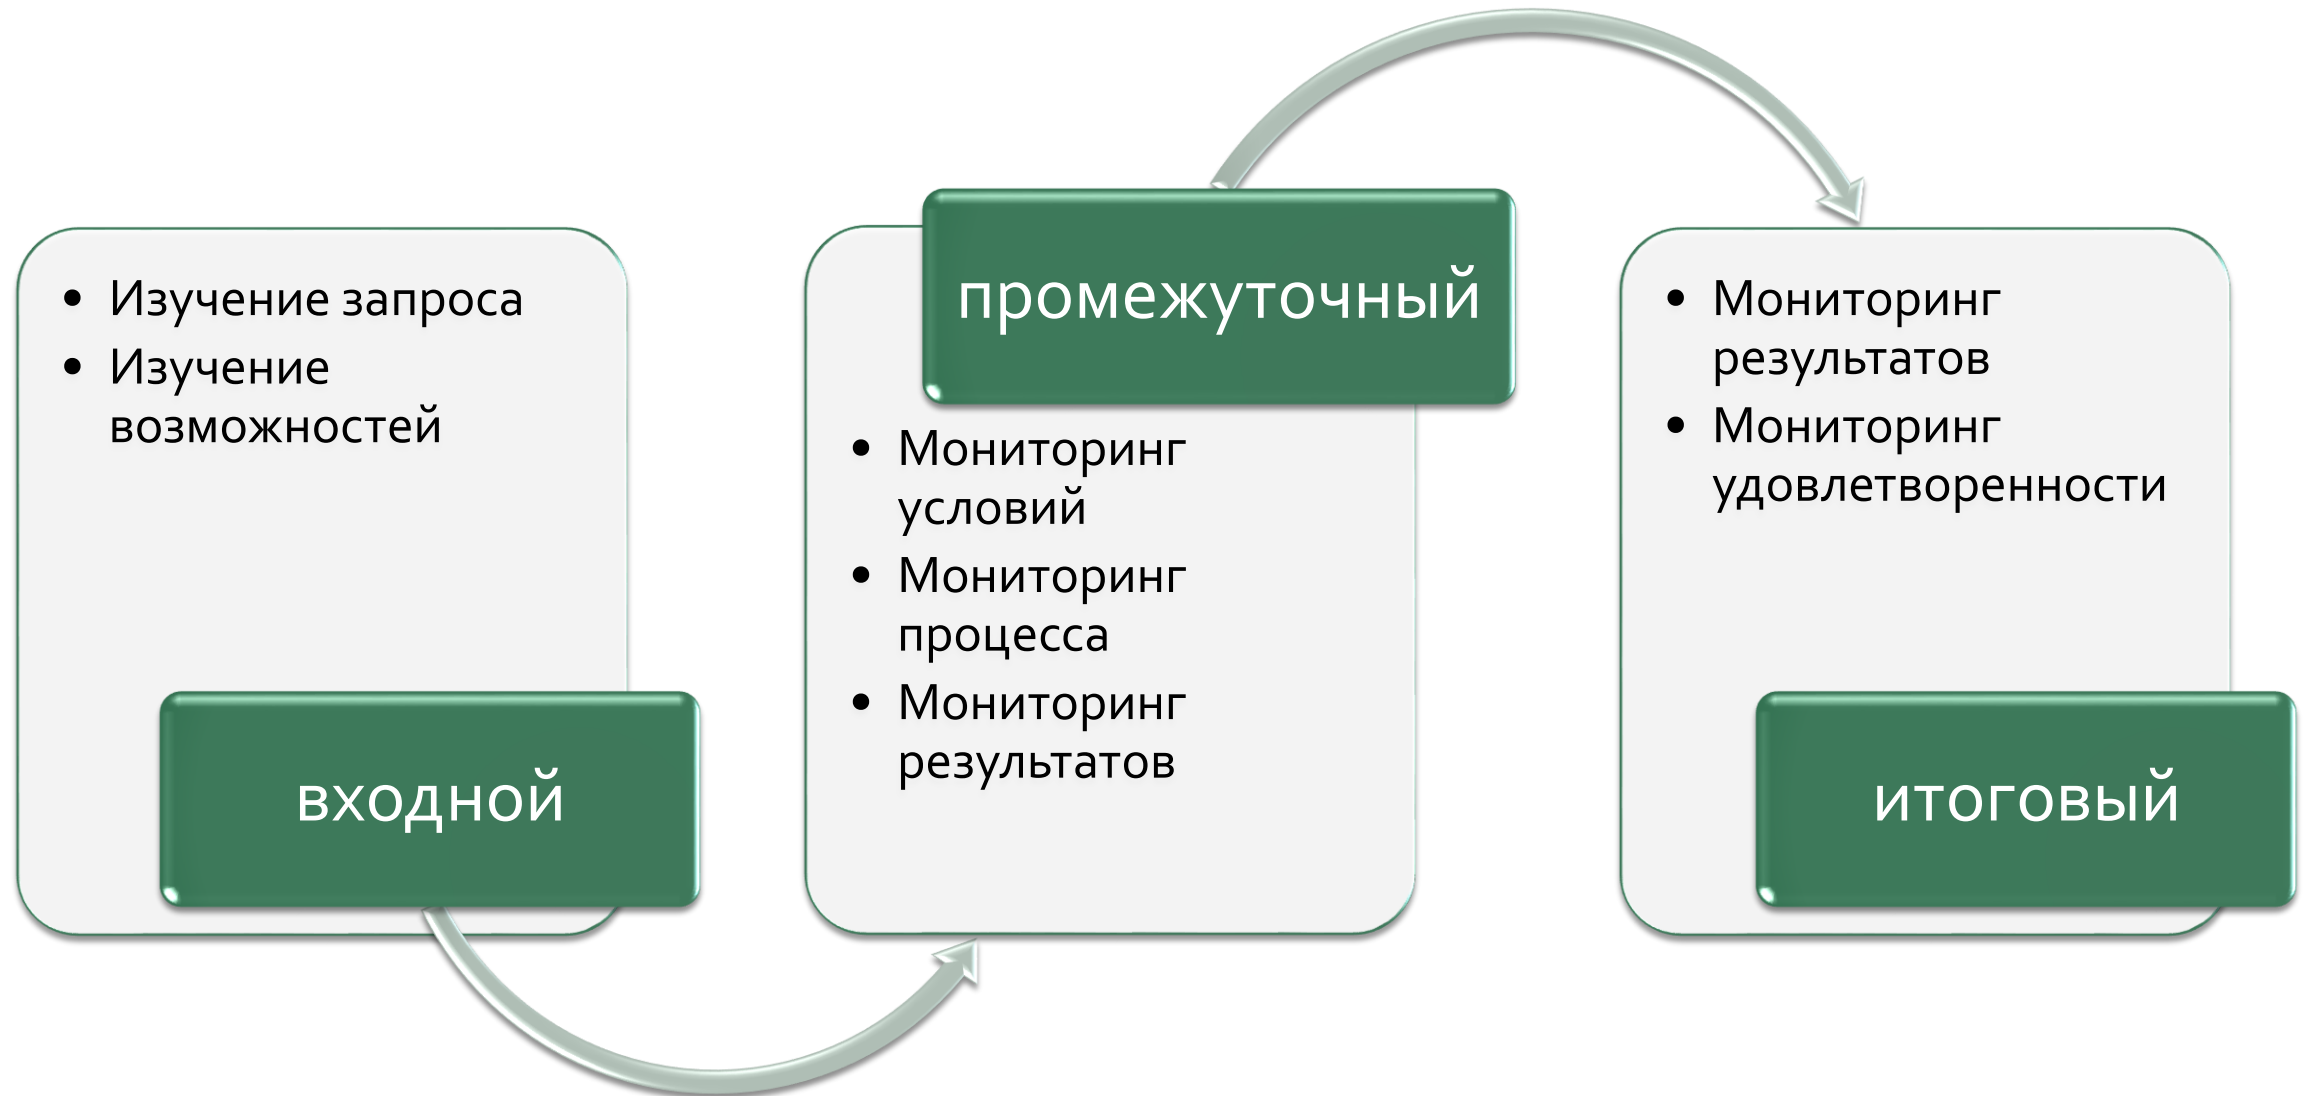 • Изучение запроса
• Изучение
возможностей
входной
промежуточный
• Мониторинг
условий
• Мониторинг
процесса
• Мониторинг
результатов
• Мониторинг
результатов
• Мониторинг
удовлетворенности
итоговый